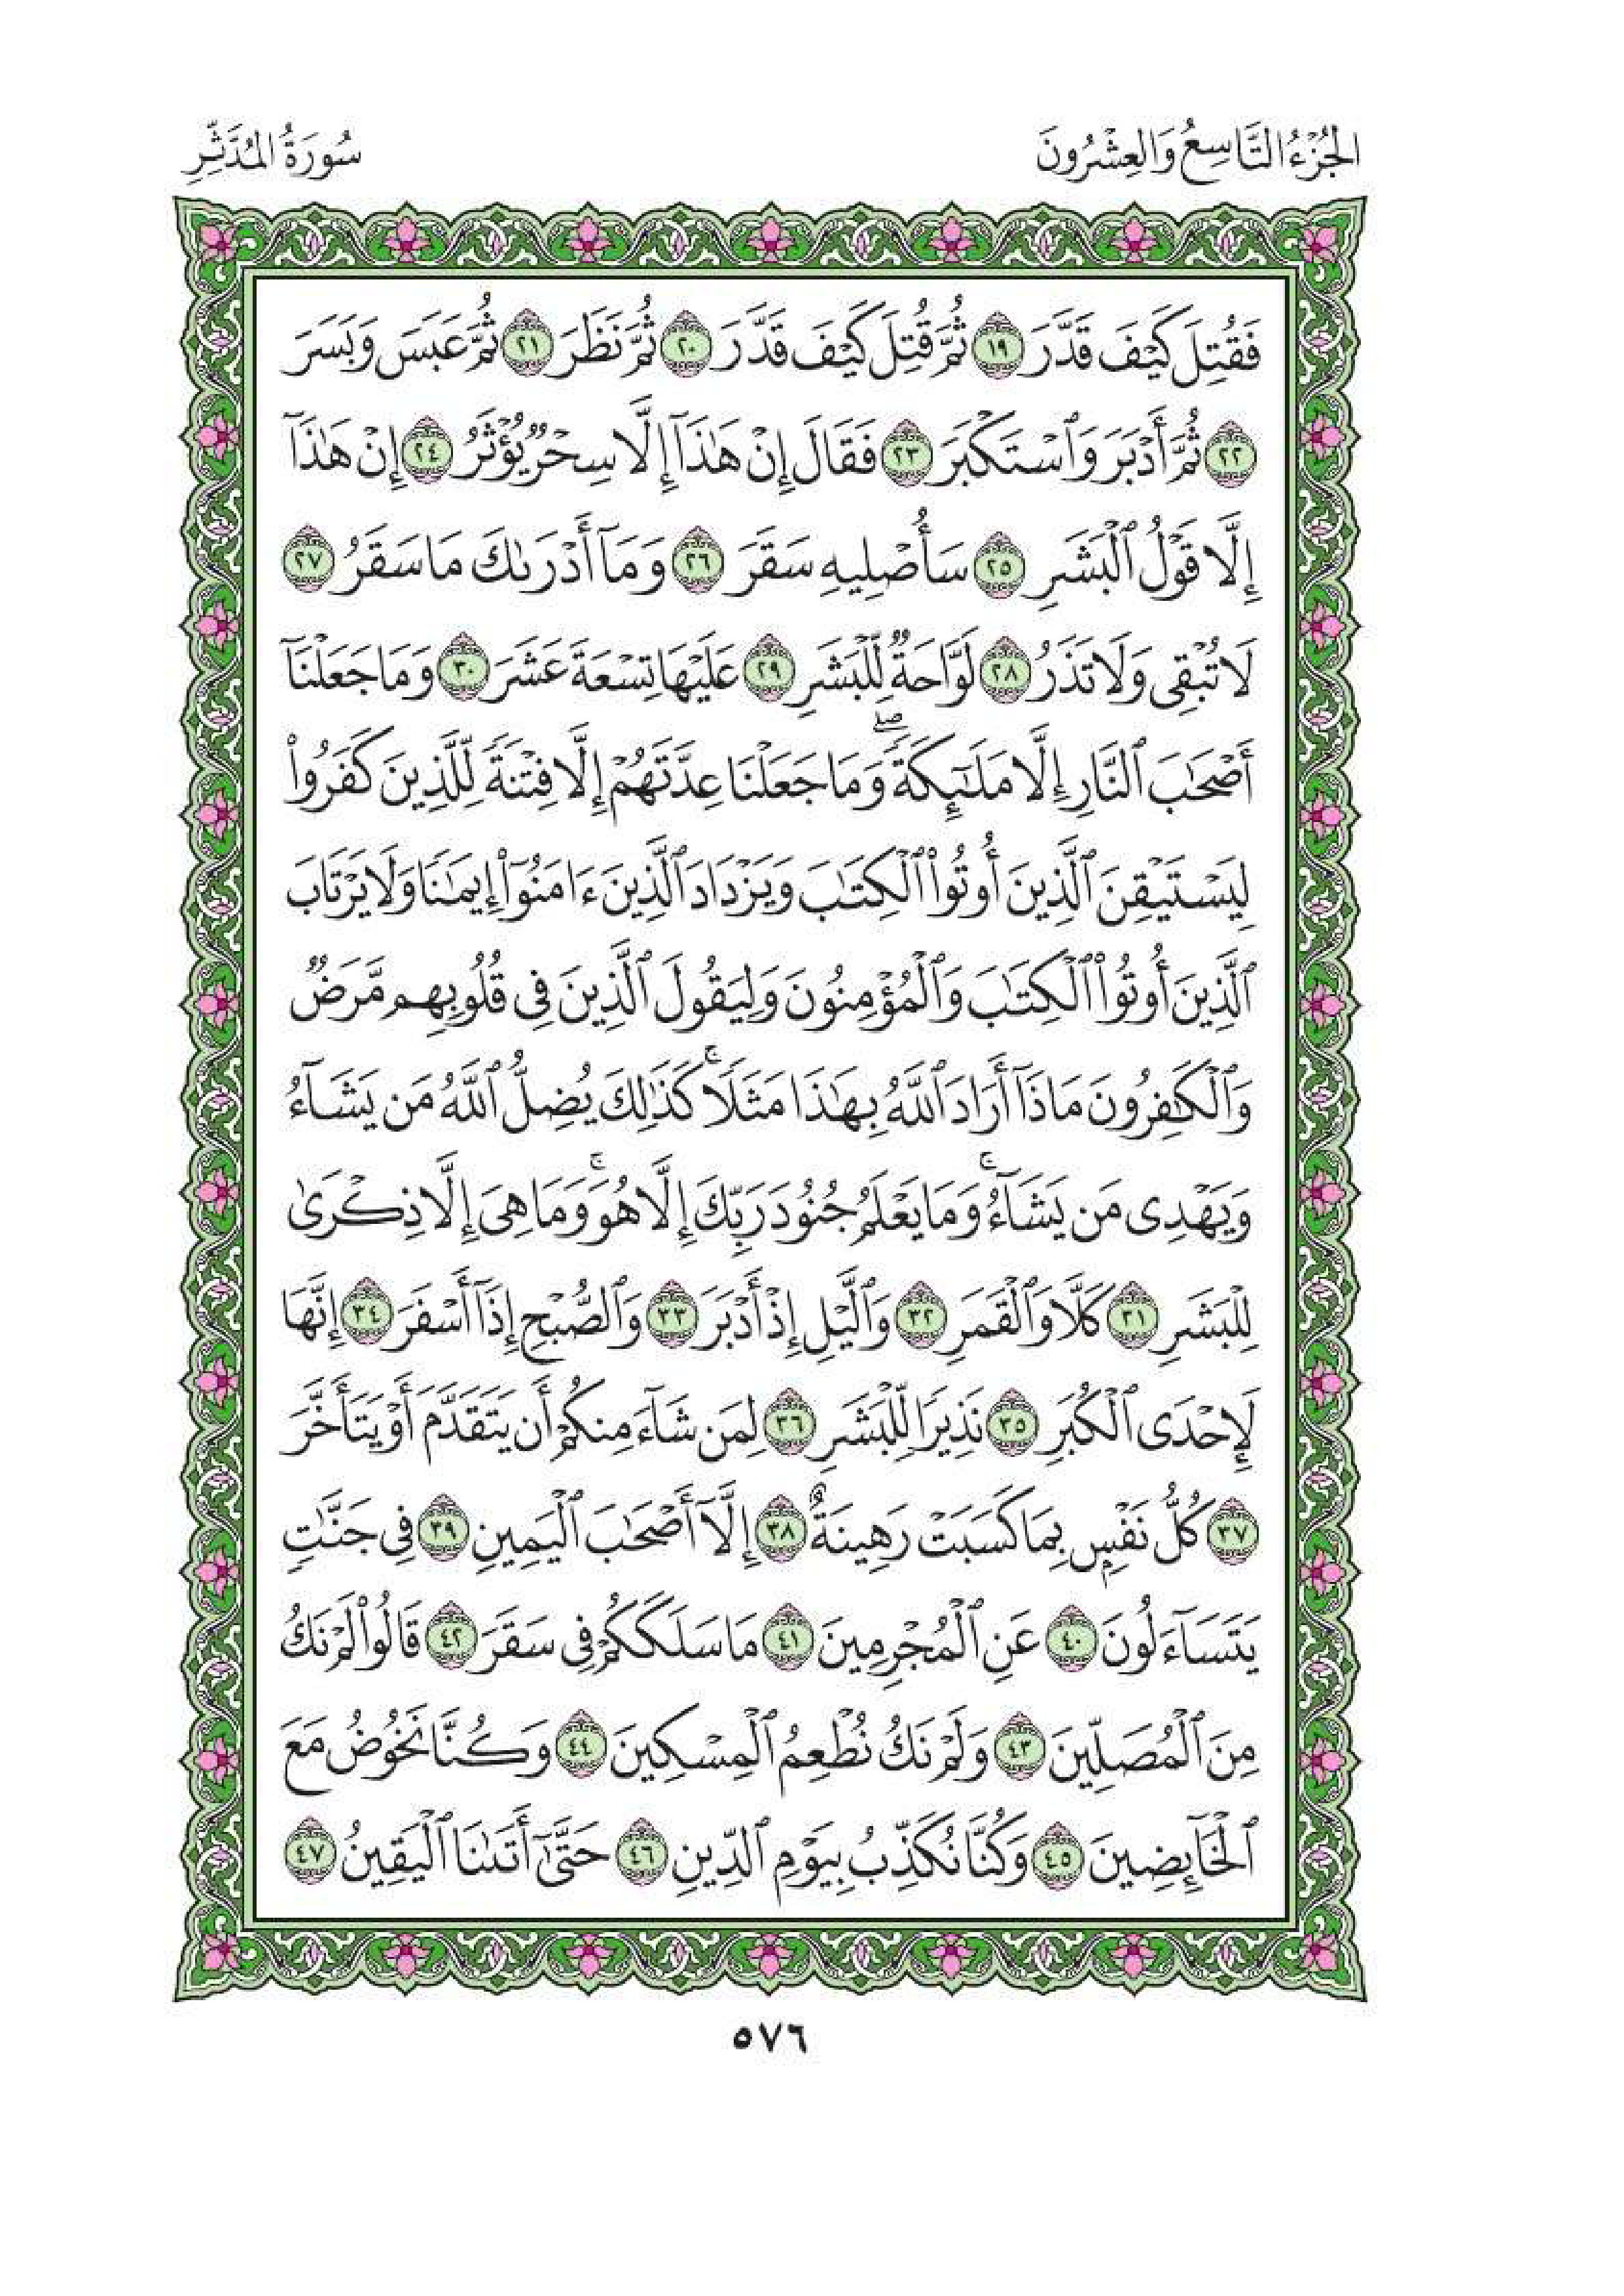 الجُزْءُ التَّاسِعُ وَالعِشْرُونَ
سُورَةُ المُدَّثِّرِ
فَقُتِلَ كَيۡفَ قَدَّرَ ١٩ ثُمَّ قُتِلَ كَيۡفَ قَدَّرَ ٢٠ ثُمَّ نَظَرَ ٢١ ثُمَّ عَبَسَ وَبَسَرَ
٢٢ ثُمَّ أَدۡبَرَ وَٱسۡتَكۡبَرَ ٢٣ فَقَالَ إِنۡ هَٰذَآ إِلَّا سِحۡرٞ يُؤۡثَرُ ٢٤ إِنۡ هَٰذَآ
إِلَّا قَوۡلُ ٱلۡبَشَرِ ٢٥ سَأُصۡلِيهِ سَقَرَ ٢٦ وَمَآ أَدۡرَىٰكَ مَا سَقَرُ ٢٧
لَا تُبۡقِي وَلَا تَذَرُ ٢٨ لَوَّاحَةٞ لِّلۡبَشَرِ ٢٩ عَلَيۡهَا تِسۡعَةَ عَشَرَ ٣٠ وَمَا جَعَلۡنَآ
أَصۡحَٰبَ ٱلنَّارِ إِلَّا مَلَٰٓئِكَةٗۖ وَمَا جَعَلۡنَا عِدَّتَهُمۡ إِلَّا فِتۡنَةٗ لِّلَّذِينَ كَفَرُواْ
لِيَسۡتَيۡقِنَ ٱلَّذِينَ أُوتُواْ ٱلۡكِتَٰبَ وَيَزۡدَادَ ٱلَّذِينَ ءَامَنُوٓاْ إِيمَٰنٗا وَلَا يَرۡتَابَ
ٱلَّذِينَ أُوتُواْ ٱلۡكِتَٰبَ وَٱلۡمُؤۡمِنُونَ وَلِيَقُولَ ٱلَّذِينَ فِي قُلُوبِهِم مَّرَضٞ
وَٱلۡكَٰفِرُونَ مَاذَآ أَرَادَ ٱللَّهُ بِهَٰذَا مَثَلٗاۚ كَذَٰلِكَ يُضِلُّ ٱللَّهُ مَن يَشَآءُ
وَيَهۡدِي مَن يَشَآءُۚ وَمَا يَعۡلَمُ جُنُودَ رَبِّكَ إِلَّا هُوَۚ وَمَا هِيَ إِلَّا ذِكۡرَىٰ
لِلۡبَشَرِ ٣١ كَلَّا وَٱلۡقَمَرِ ٣٢ وَٱلَّيۡلِ إِذۡ أَدۡبَرَ ٣٣ وَٱلصُّبۡحِ إِذَآ أَسۡفَرَ ٣٤ إِنَّهَا
لَإِحۡدَى ٱلۡكُبَرِ ٣٥ نَذِيرٗا لِّلۡبَشَرِ ٣٦ لِمَن شَآءَ مِنكُمۡ أَن يَتَقَدَّمَ أَوۡ يَتَأَخَّرَ
٣٧ كُلُّ نَفۡسِۭ بِمَا كَسَبَتۡ رَهِينَةٌ ٣٨ إِلَّآ أَصۡحَٰبَ ٱلۡيَمِينِ ٣٩ فِي جَنَّٰتٖ
يَتَسَآءَلُونَ ٤٠ عَنِ ٱلۡمُجۡرِمِينَ ٤١ مَا سَلَكَكُمۡ فِي سَقَرَ ٤٢ قَالُواْ لَمۡ نَكُ
مِنَ ٱلۡمُصَلِّينَ ٤٣ وَلَمۡ نَكُ نُطۡعِمُ ٱلۡمِسۡكِينَ ٤٤ وَكُنَّا نَخُوضُ مَعَ
ٱلۡخَآئِضِينَ ٤٥ وَكُنَّا نُكَذِّبُ بِيَوۡمِ ٱلدِّينِ ٤٦ حَتَّىٰٓ أَتَىٰنَا ٱلۡيَقِينُ ٤٧
٥٧٦